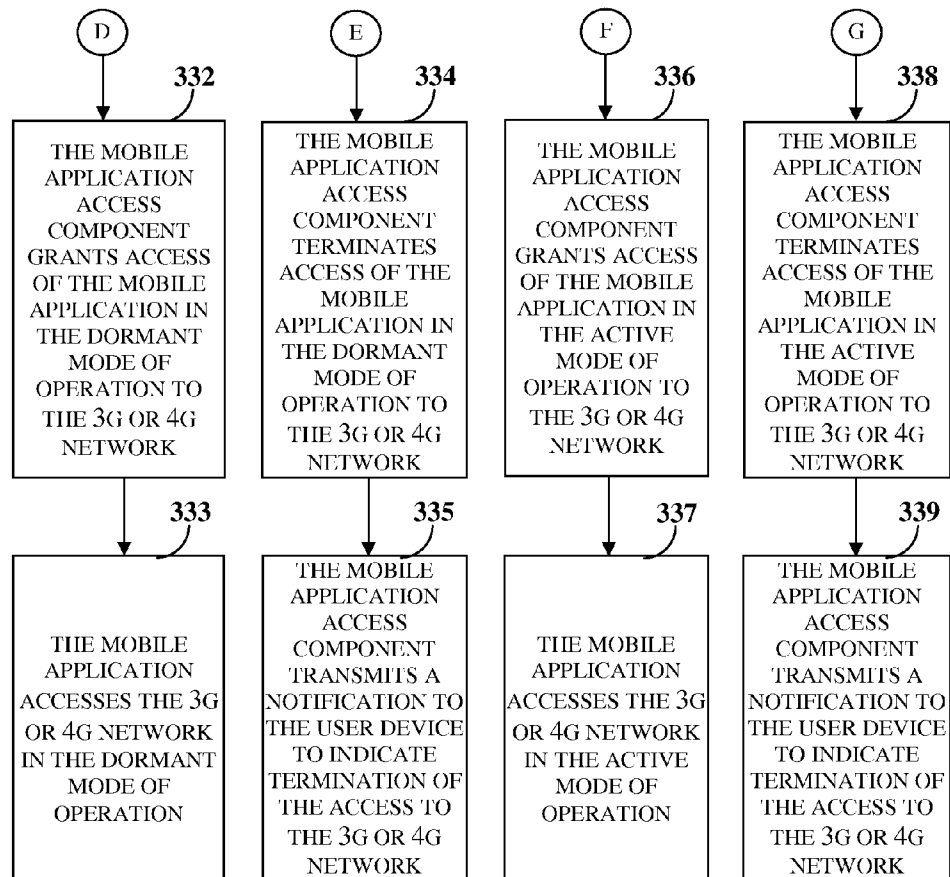 D
E
F
G
332
334
336
338
THE MOBILE
APPLICATION
ACCESS
COMPONENT
GRANTS ACCESS
OF THE MOBILE
APPLICATION IN
THE DORMANT
MODE OF
OPERATION TO
THE 3G OR 4G
NETWORK
THE MOBILE
APPLICATION
ACCESS
COMPONENT
TERMINATES
ACCESS OF THE
MOBILE
APPLICATION IN
THE DORMANT
MODE OF
OPERATION TO
THE 3G OR 4G
NETWORK
THE MOBILE
APPLICATION
ACCESS
COMPONENT
GRANTS ACCESS
OF THE MOBILE
APPLICATION IN
THE ACTIVE
MODE OF
OPERATION TO
THE 3G OR 4G
NETWORK
THE MOBILE
APPLICATION
ACCESS
COMPONENT
TERMINATES
ACCESS OF THE
MOBILE
APPLICATION IN
THE ACTIVE
MODE OF
OPERATION TO
THE 3G OR 4G
NETWORK
333
335
337
339
THE MOBILE
APPLICATION
ACCESSES THE 3G
OR 4G NETWORK
IN THE DORMANT
MODE OF
OPERATION
THE MOBILE
APPLICATION
ACCESS
COMPONENT
TRANSMITS A
NOTIFICATION TO
THE USER DEVICE
TO INDICATE
TERMINATION OF
THE ACCESS TO
THE 3G OR 4G
NETWORK
THE MOBILE
APPLICATION
ACCESSES THE 3G
OR 4G NETWORK
IN THE ACTIVE
MODE OF
OPERATION
THE MOBILE
APPLICATION
ACCESS
COMPONENT
TRANSMITS A
NOTIFICATION TO
THE USER DEVICE
TO INDICATE
TERMINATION OF
THE ACCESS TO
THE 3G OR 4G
NETWORK